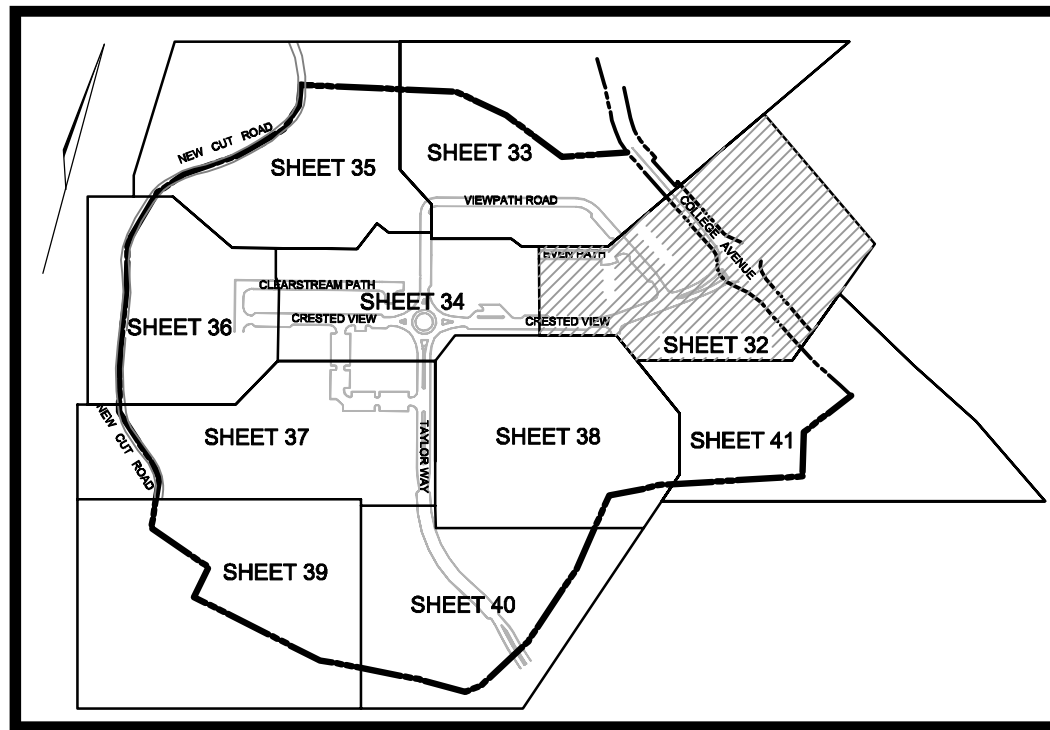 NEW CUT ROAD
SHEET 35
SHEET 33
VIEWPATH ROAD
COLLEGE AVENUE
EVEN PATH
CLEARSTREAM PATH
SHEET 34
CRESTED VIEW
CRESTED VIEW
SHEET 36
SHEET 32
NEW CUT ROAD
SHEET 37
TAYLOR WAY
SHEET 38
SHEET 41
SHEET 39
SHEET 40